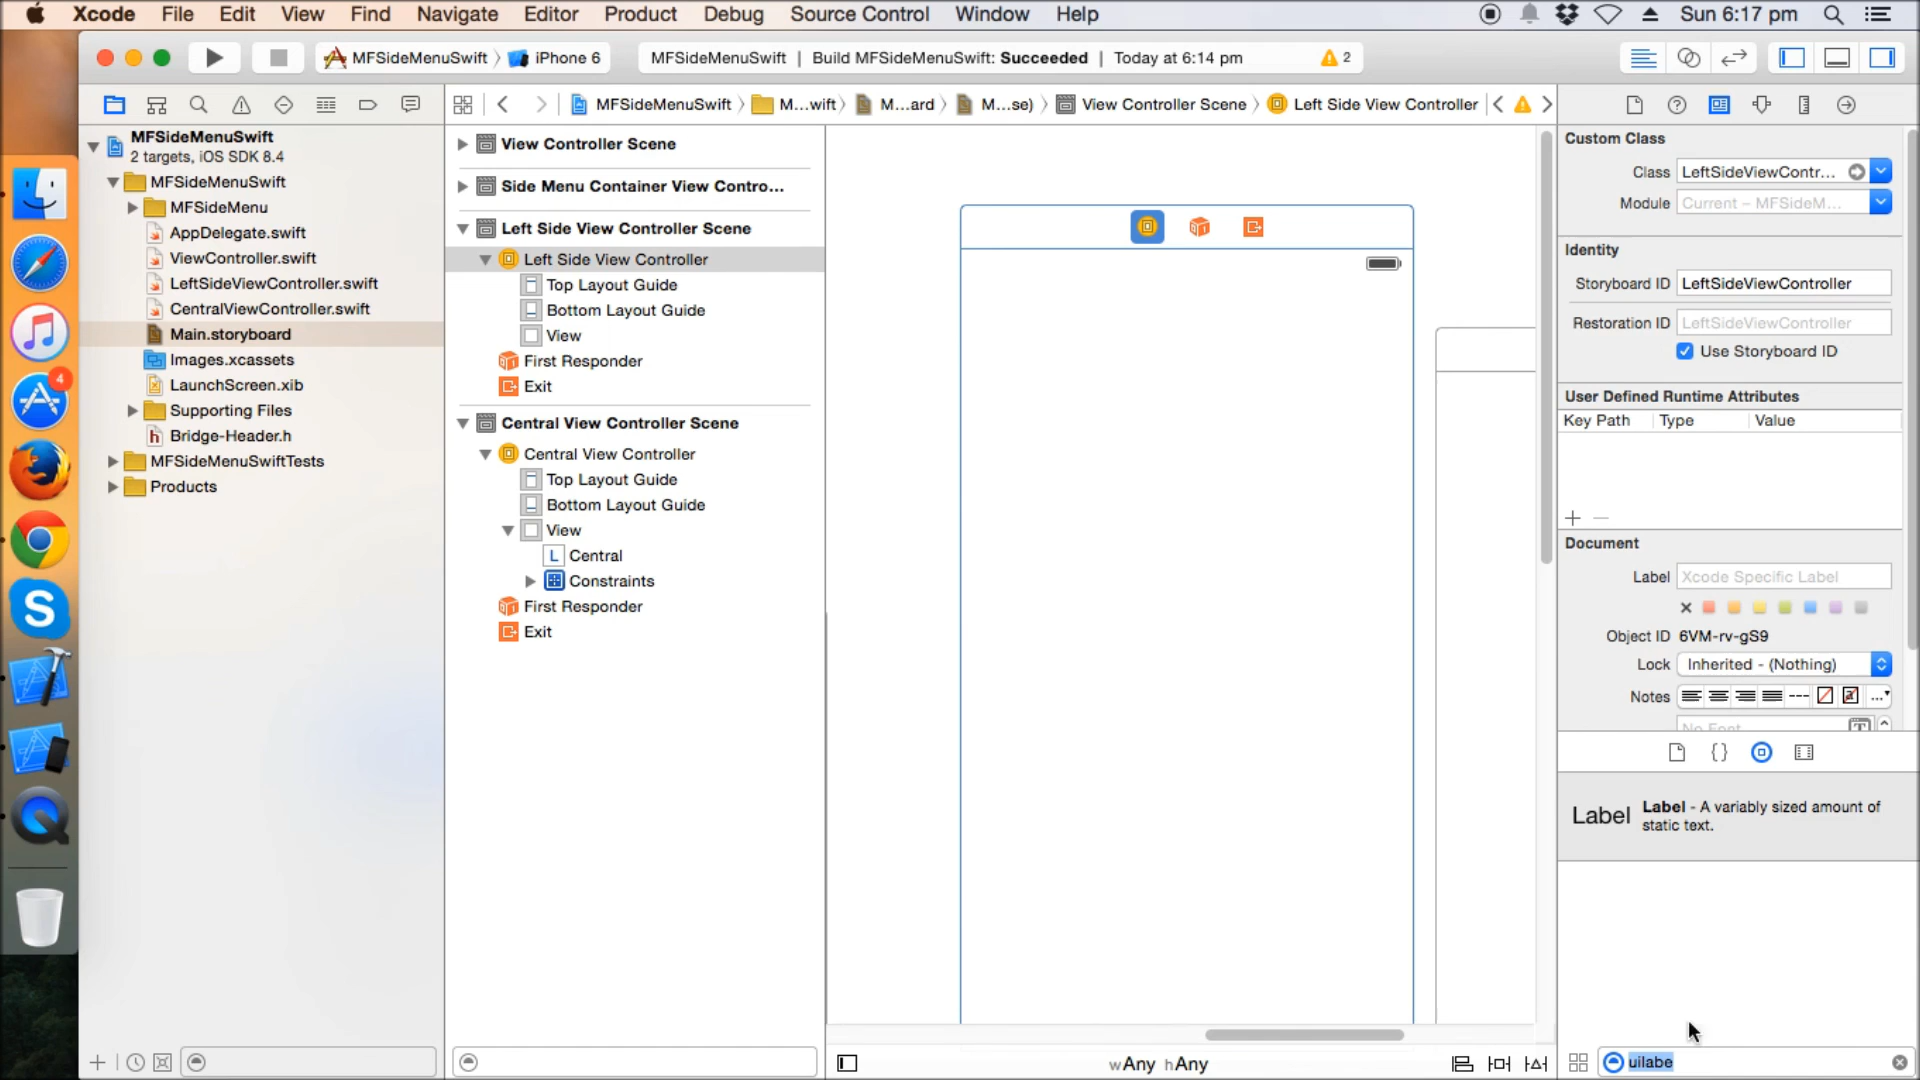 Xcode File Edit View Find Navigate Editor Product Debug Source Control Window Help Sun 6:17 pm
MFSideMenuSwift iPhone 6 MFSideMenuSwift | Build MFSideMenuSwift: Succeeded | Today at 6:14 pm 2
MFSideMenuSwift M...wift M...ard M...se) View Controller Scene Left Side View Controller
MFSideMenuSwift
2 targets, iOS SDK 8.4
MFSideMenuSwift
MFSideMenu
AppDelegate.swift
ViewController.swift
LeftSideViewController.swift
CentralViewController.swift
Main.storyboard
Images.xcassets
LaunchScreen.xib
Supporting Files
h Bridge-Header.h
MFSideMenuSwiftTests
Products
4
S
View Controller Scene
Side Menu Container View Contro...
Left Side View Controller Scene
Left Side View Controller
Top Layout Guide
Bottom Layout Guide
View
First Responder
Exit
Central View Controller Scene
Central View Controller
Top Layout Guide
Bottom Layout Guide
View
L Central
Constraints
First Responder
Exit
wAny hAny
Custom Class
Class LeftSideViewContr...
Module Current – MFSideM...
Identity
Storyboard ID LeftSideViewController
Restoration ID LeftSideViewController
Use Storyboard ID
User Defined Runtime Attributes
Key Path Type Value
Document
Label Xcode Specific Label
Object ID 6VM-rv-gS9
Lock Inherited - (Nothing)
Notes
No Font
Label Label - A variably sized amount of
static text.
uilabe